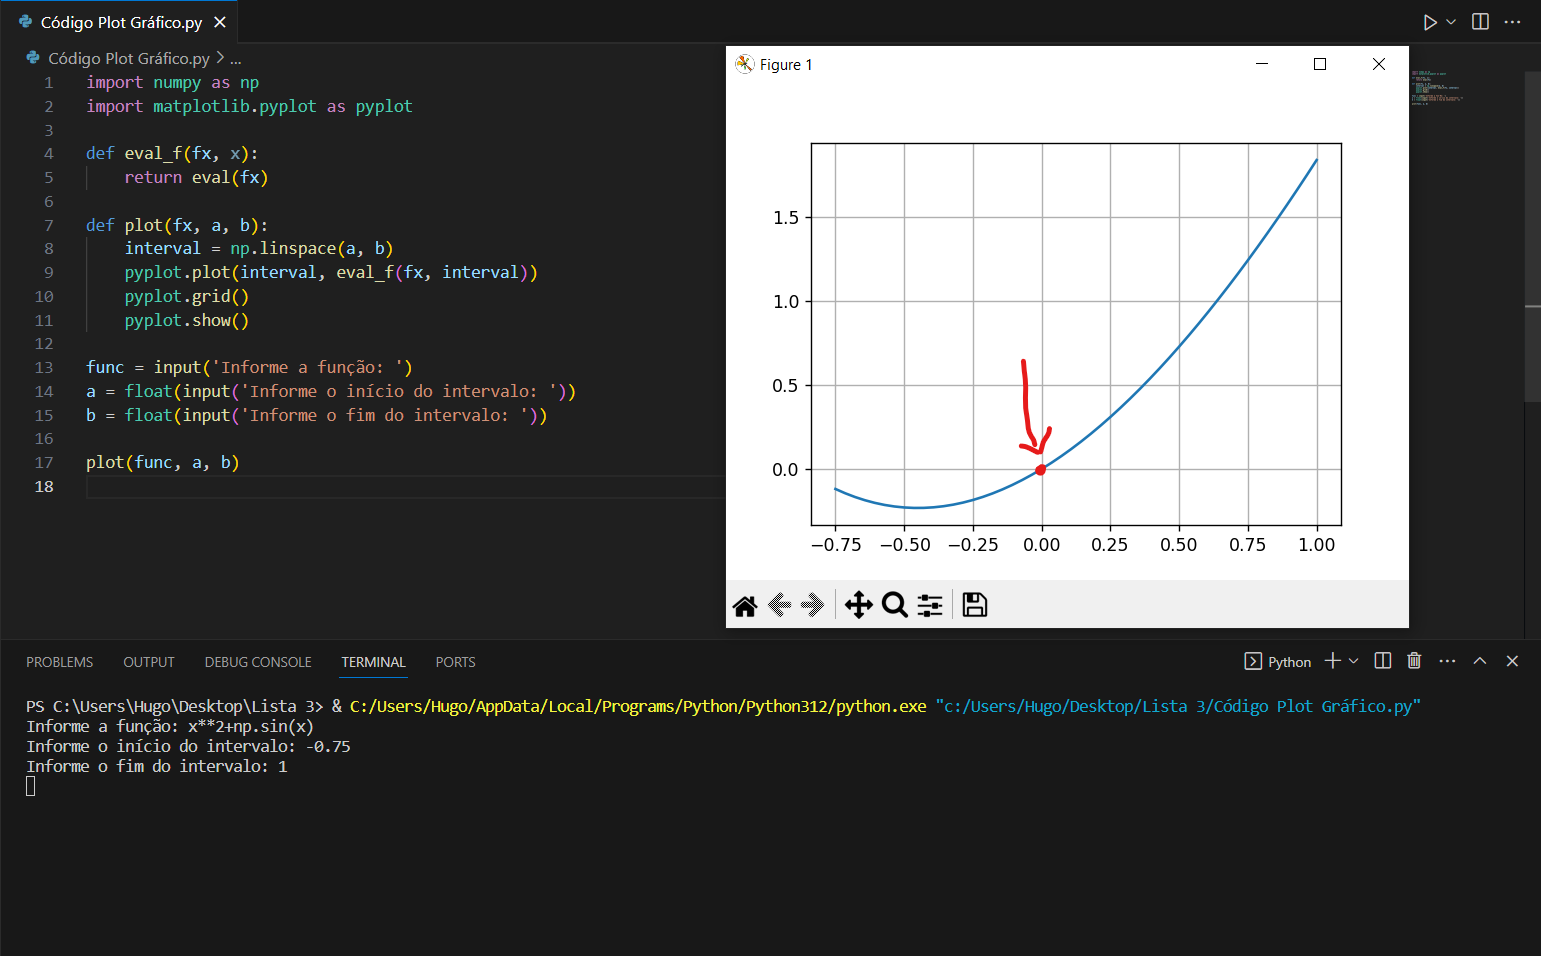 Código Plot Gráfico.py
Código Plot Gráfico.py > ...
1 import numpy as np
2 import matplotlib.pyplot as pyplot
3
4 def eval_f(fx, x):
5     return eval(fx)
6
7 def plot(fx, a, b):
8     interval = np.linspace(a, b)
9     pyplot.plot(interval, eval_f(fx, interval))
10     pyplot.grid()
11     pyplot.show()
12
13 func = input('Informe a função: ')
14 a = float(input('Informe o início do intervalo: '))
15 b = float(input('Informe o fim do intervalo: '))
16
17 plot(func, a, b)
18
Figure 1
1.5
1.0
0.5
0.0
−0.75 −0.50 −0.25 0.00 0.25 0.50 0.75 1.00
PROBLEMS OUTPUT DEBUG CONSOLE TERMINAL PORTS
Python
PS C:\Users\Hugo\Desktop\Lista 3> & C:/Users/Hugo/AppData/Local/Programs/Python/Python312/python.exe "c:/Users/Hugo/Desktop/Lista 3/Código Plot Gráfico.py"
Informe a função: x**2+np.sin(x)
Informe o início do intervalo: -0.75
Informe o fim do intervalo: 1